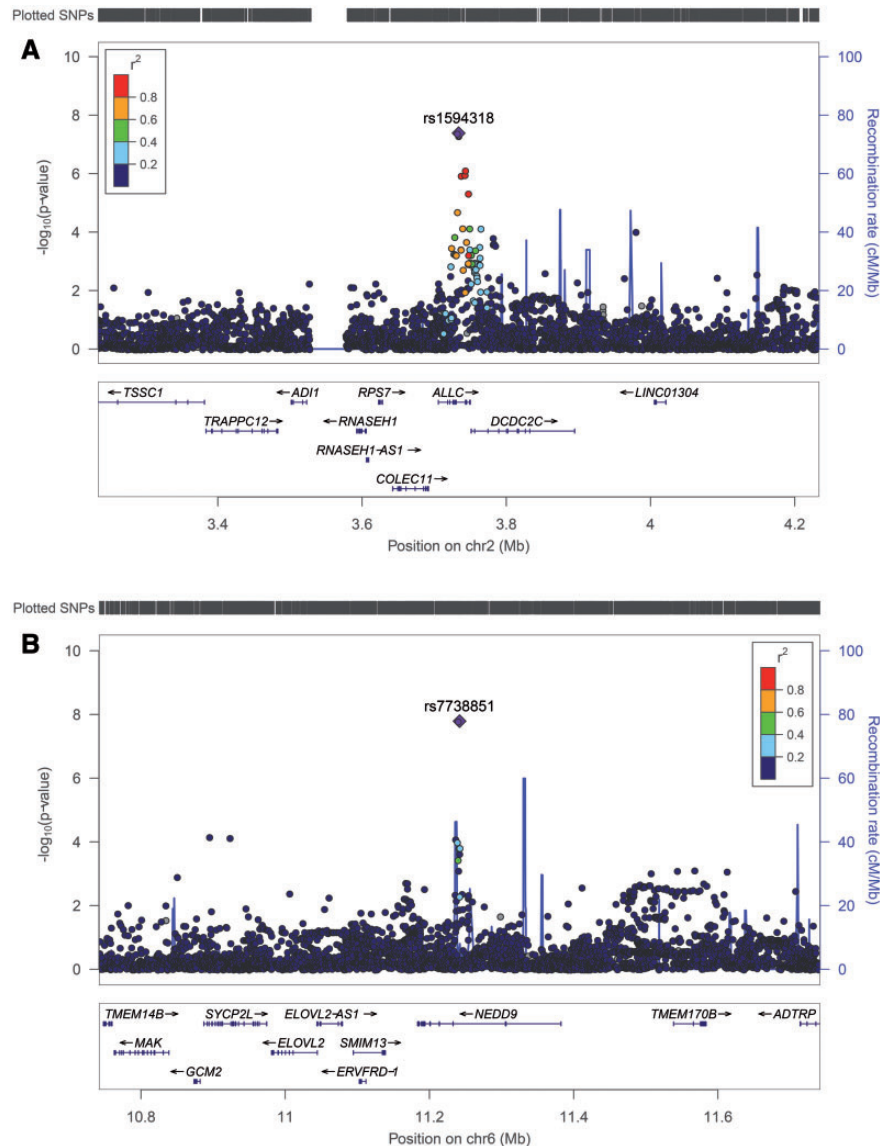 Plotted SNPs
A
10
8
6
4
2
0
-log₁₀(p-value)
r²
0.8
0.6
0.4
0.2
rs1594318
100
80
60
40
20
0
Recombination rate (cM/Mb)
←TSSC1 ←ADI1 RPS7→ ALLC→ ←LINC01304
TRAPPC12→ ←RNASEH1 DCDC2C→
RNASEH1-AS1→
COLEC11→
3.4 3.6 3.8 4 4.2
Position on chr2 (Mb)
Plotted SNPs
B
10
8
6
4
2
0
-log₁₀(p-value)
rs7738851
r²
0.8
0.6
0.4
0.2
100
80
60
40
20
0
Recombination rate (cM/Mb)
TMEM14B→ SYCP2L→ ELOVL2-AS1→ ←NEDD9 TMEM170B→ ←ADTRP
←MAK ←ELOVL2 SMIM13→
←GCM2 ←ERVFRD-1
10.8 11 11.2 11.4 11.6
Position on chr6 (Mb)